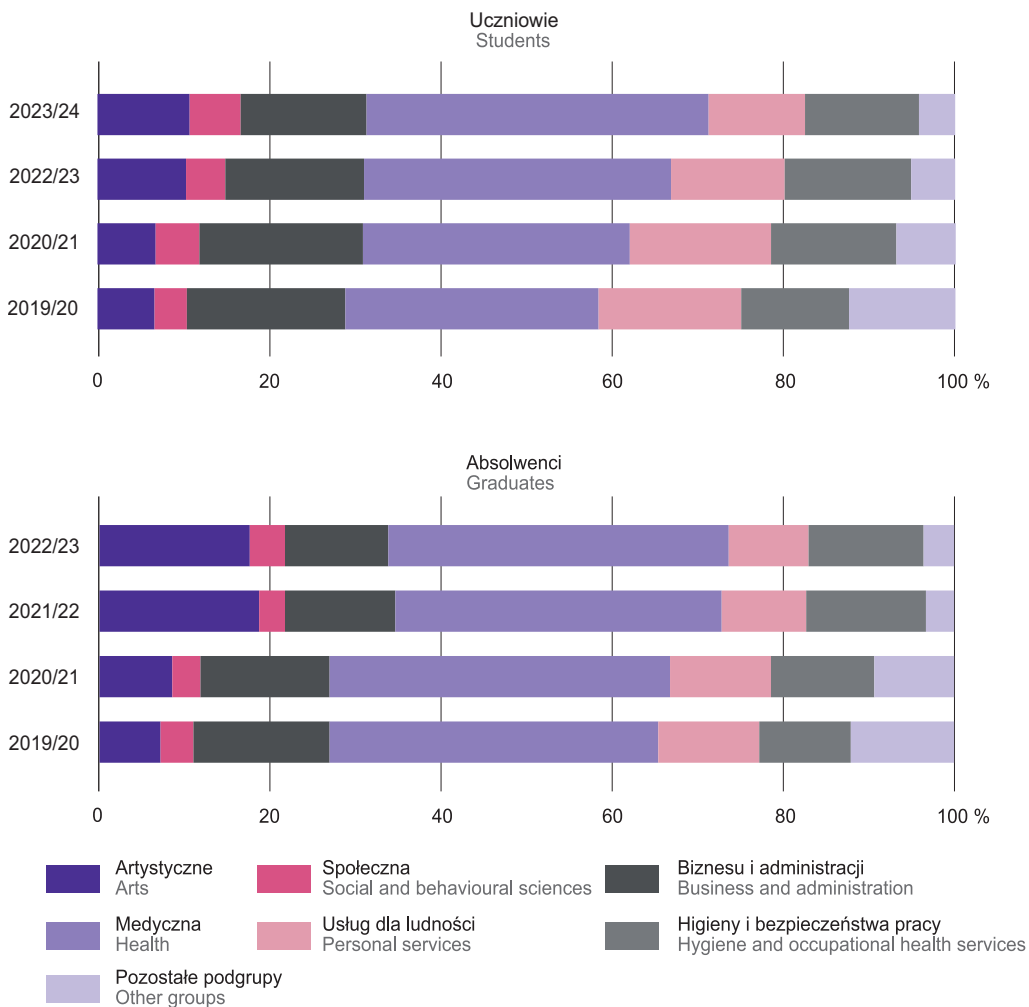 Uczniowie
Students
2023/24
2022/23
2020/21
2019/20
0 20 40 60 80 100 %
Absolwenci
Graduates
2022/23
2021/22
2020/21
2019/20
0 20 40 60 80 100 %
Artystyczne
Arts
Społeczna
Social and behavioural sciences
Biznesu i administracji
Business and administration
Medyczna
Health
Usług dla ludności
Personal services
Higieny i bezpieczeństwa pracy
Hygiene and occupational health services
Pozostałe podgrupy
Other groups